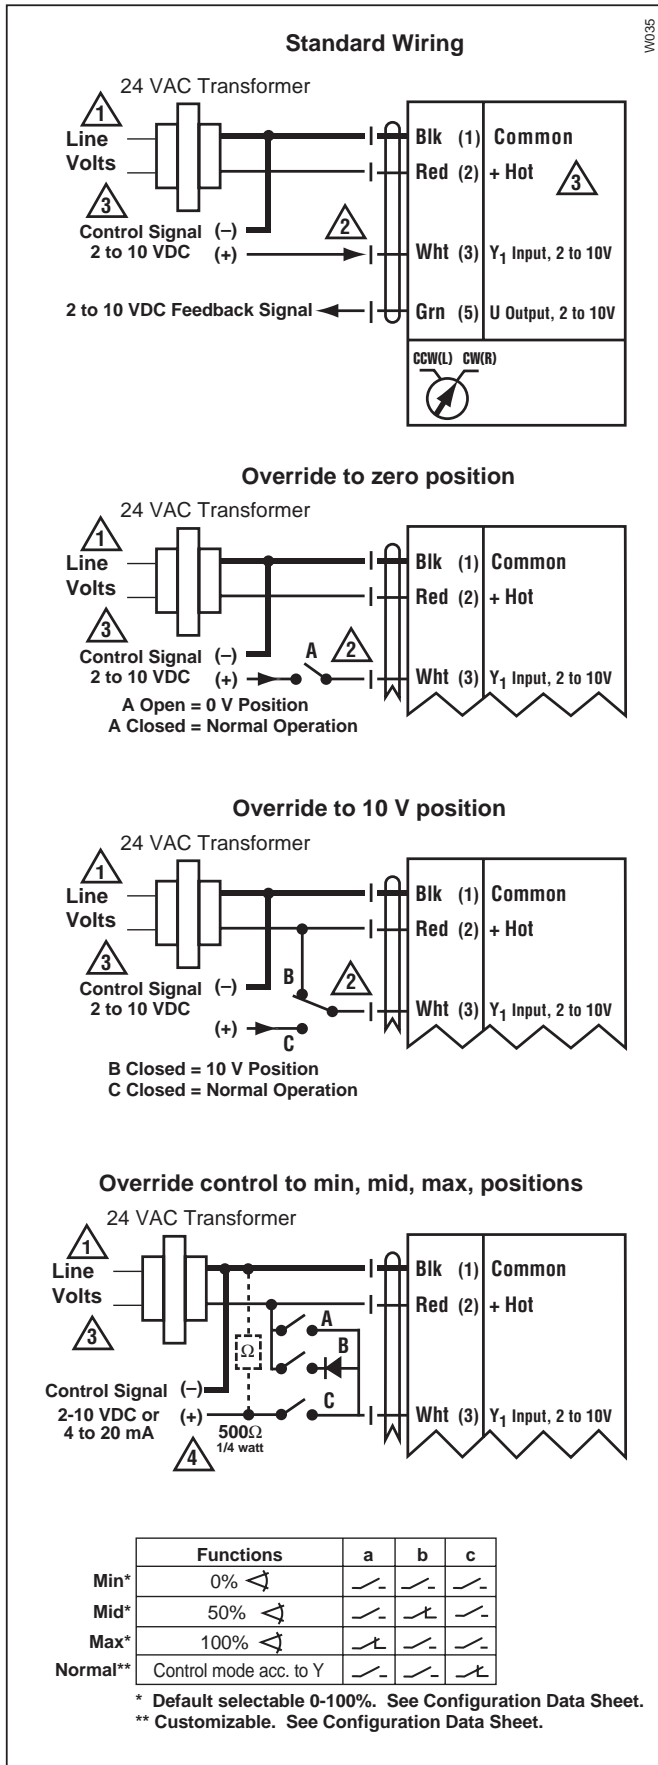 W035
Standard Wiring
24 VAC Transformer
1
Line
Volts
3
Control Signal (–)
2 to 10 VDC (+)
2
2 to 10 VDC Feedback Signal
Blk (1) Common
Red (2) + Hot
3
Wht (3) Y1 Input, 2 to 10V
Grn (5) U Output, 2 to 10V
CCW(L) CW(R)
Override to zero position
24 VAC Transformer
1
Line
Volts
3
Control Signal (–)
2 to 10 VDC (+)
A
2
A Open = 0 V Position
A Closed = Normal Operation
Blk (1) Common
Red (2) + Hot
Wht (3) Y1 Input, 2 to 10V
Override to 10 V position
24 VAC Transformer
1
Line
Volts
3
Control Signal (–)
2 to 10 VDC
(+)
B
2
C
B Closed = 10 V Position
C Closed = Normal Operation
Blk (1) Common
Red (2) + Hot
Wht (3) Y1 Input, 2 to 10V
Override control to min, mid, max, positions
24 VAC Transformer
1
Line
Volts
3
Control Signal (–)
2-10 VDC or (+)
4 to 20 mA
4
Ω
500Ω
1/4 watt
A
B
C
Blk (1) Common
Red (2) + Hot
Wht (3) Y1 Input, 2 to 10V
Functions a b c
Min* 0%
Mid* 50%
Max* 100%
Normal** Control mode acc. to Y
* Default selectable 0-100%. See Configuration Data Sheet.
** Customizable. See Configuration Data Sheet.